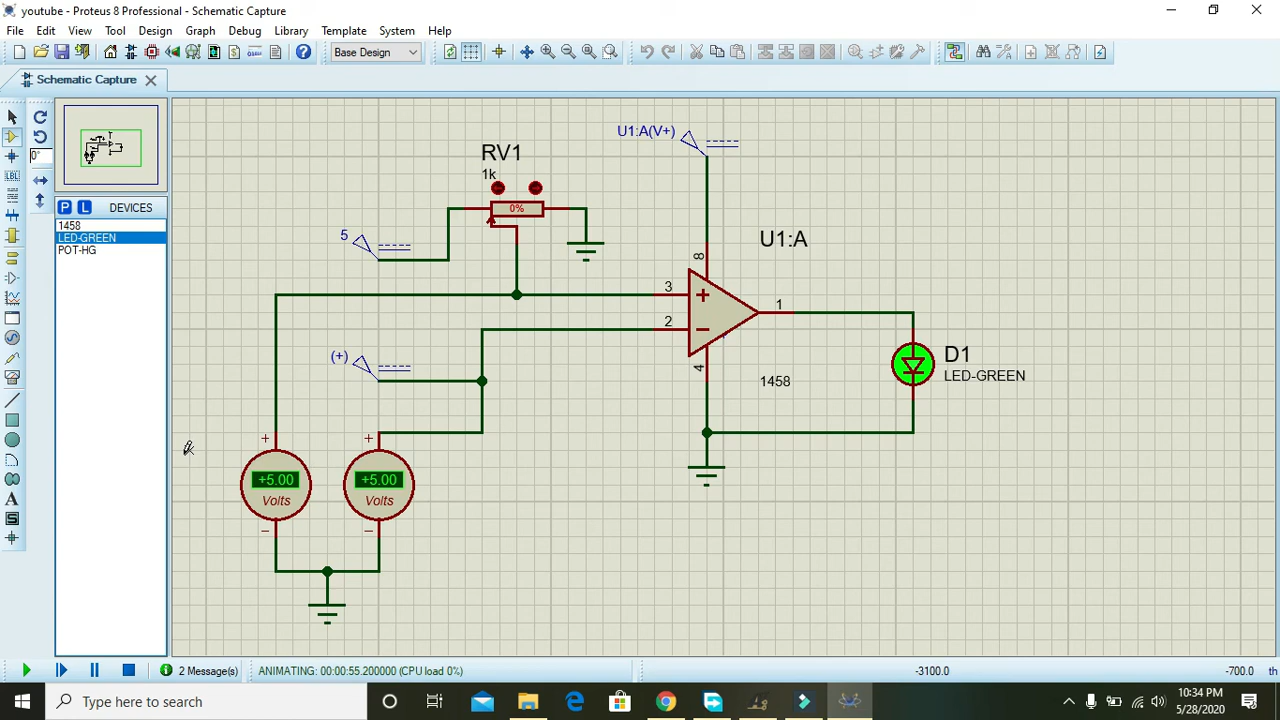 youtube - Proteus 8 Professional - Schematic Capture
File Edit View Tool Design Graph Debug Library Template System Help
Base Design
Schematic Capture
0°
P L DEVICES
1458
LED-GREEN
POT-HG
LBL
A
S
U1:A(V+)
RV1
1k
0%
5
U1:A
8
3
+
1
2
−
(+)
4
D1
LED-GREEN
1458
+ +
+5.00 +5.00
Volts Volts
− −
2 Message(s) ANIMATING: 00:00:55.200000 (CPU load 0%) -3100.0 -700.0 th
Type here to search
10:34 PM
5/28/2020